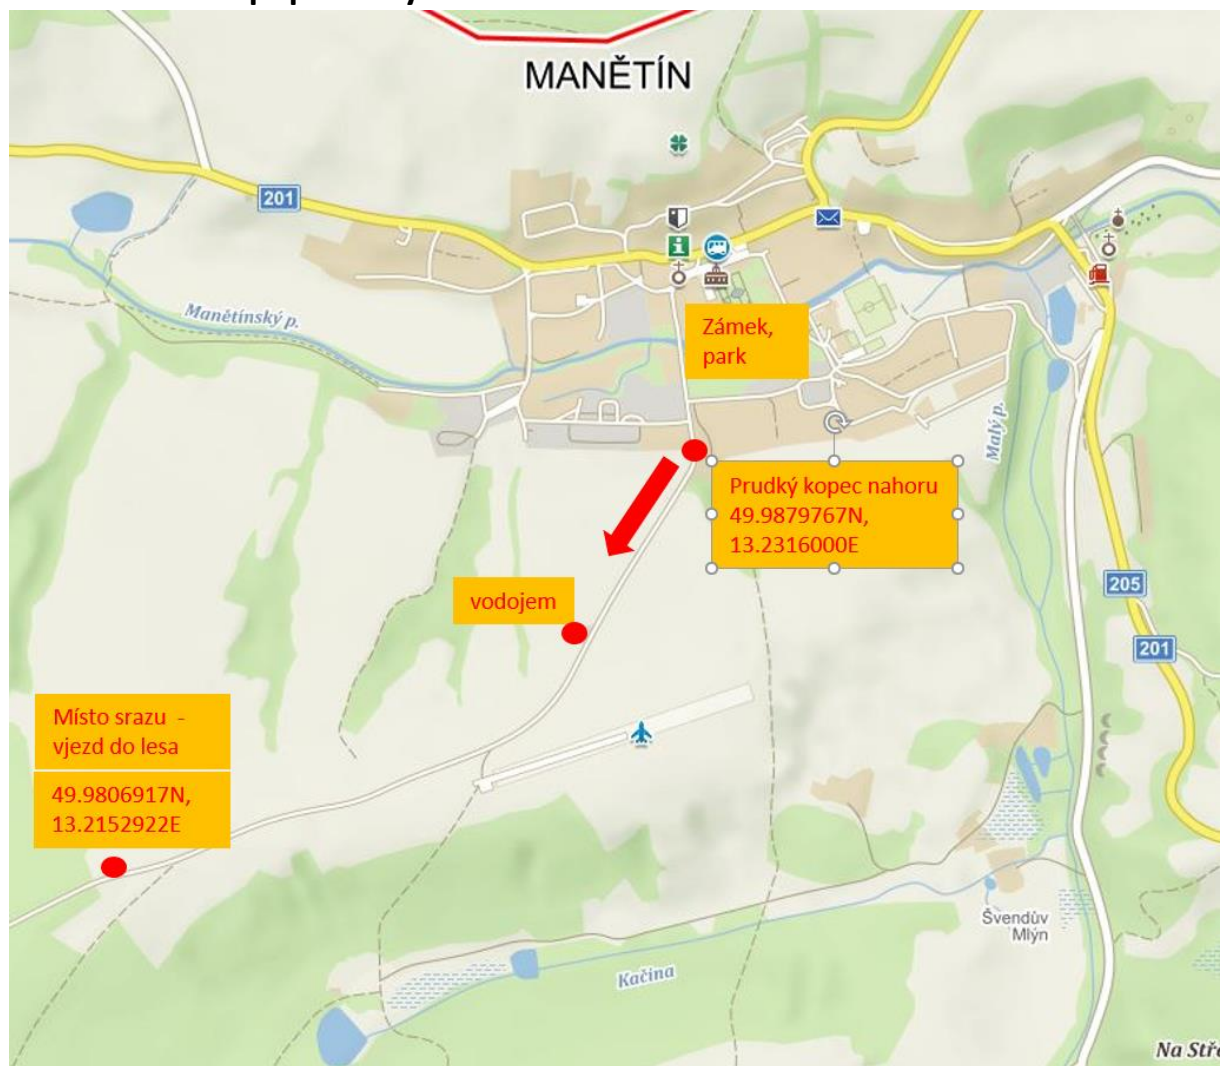 MANĚTÍN
201
Manětínský p.
Zámek,
park
Malý p.
Prudký kopec nahoru
49.9879767N,
13.2316000E
vodojem
205
201
Místo srazu -
vjezd do lesa
49.9806917N,
13.2152922E
Švendův
Mlýn
Kačina
Na Stř